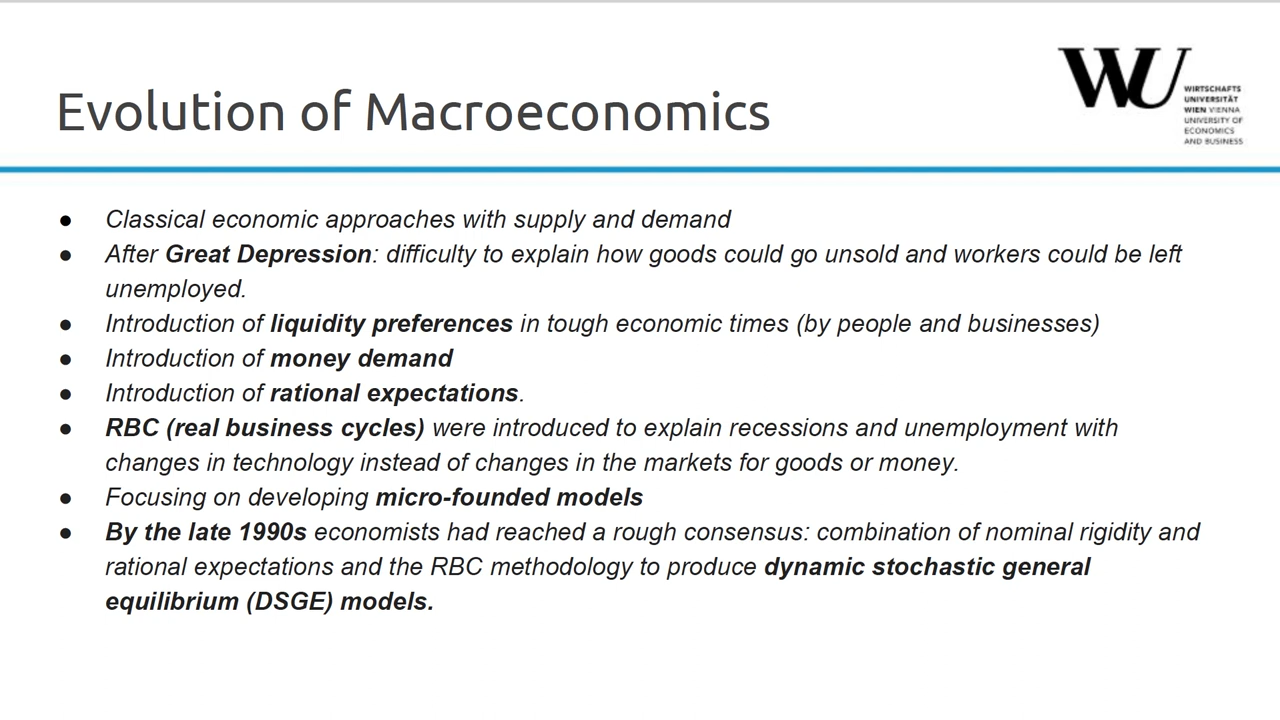 Evolution of Macroeconomics
WU
WIRTSCHAFTS
UNIVERSITÄT
WIEN VIENNA
UNIVERSITY OF
ECONOMICS
AND BUSINESS
● Classical economic approaches with supply and demand
● After Great Depression: difficulty to explain how goods could go unsold and workers could be left
unemployed.
● Introduction of liquidity preferences in tough economic times (by people and businesses)
● Introduction of money demand
● Introduction of rational expectations.
● RBC (real business cycles) were introduced to explain recessions and unemployment with
changes in technology instead of changes in the markets for goods or money.
● Focusing on developing micro-founded models
● By the late 1990s economists had reached a rough consensus: combination of nominal rigidity and
rational expectations and the RBC methodology to produce dynamic stochastic general
equilibrium (DSGE) models.